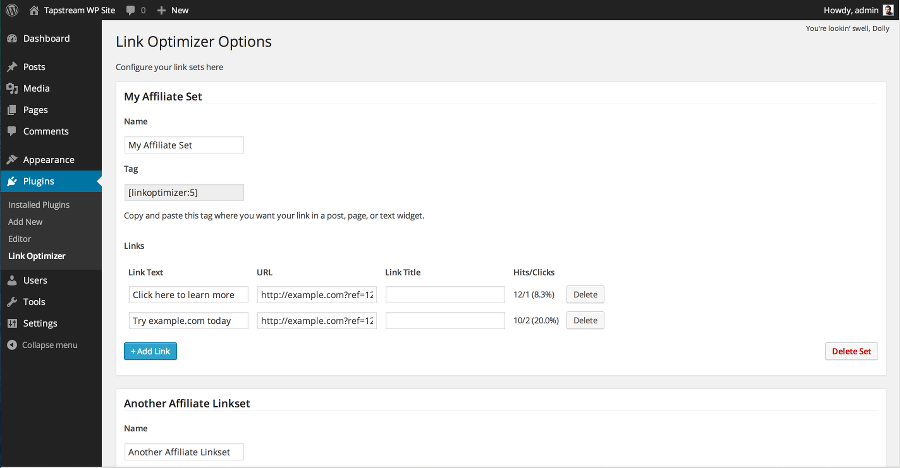 Tapstream WP Site 0 + New Howdy, admin
You're lookin' swell, Dolly
Dashboard
Posts
Media
Pages
Comments
Appearance
Plugins
Installed Plugins
Add New
Editor
Link Optimizer
Users
Tools
Settings
Collapse menu
Link Optimizer Options
Configure your link sets here
My Affiliate Set
Name
My Affiliate Set
Tag
[linkoptimizer:5]
Copy and paste this tag where you want your link in a post, page, or text widget.
Links
Link Text URL Link Title Hits/Clicks
Click here to learn more http://example.com?ref=12 12/1 (8.3%) Delete
Try example.com today http://example.com?ref=12 10/2 (20.0%) Delete
+ Add Link Delete Set
Another Affiliate Linkset
Name
Another Affiliate Linkset